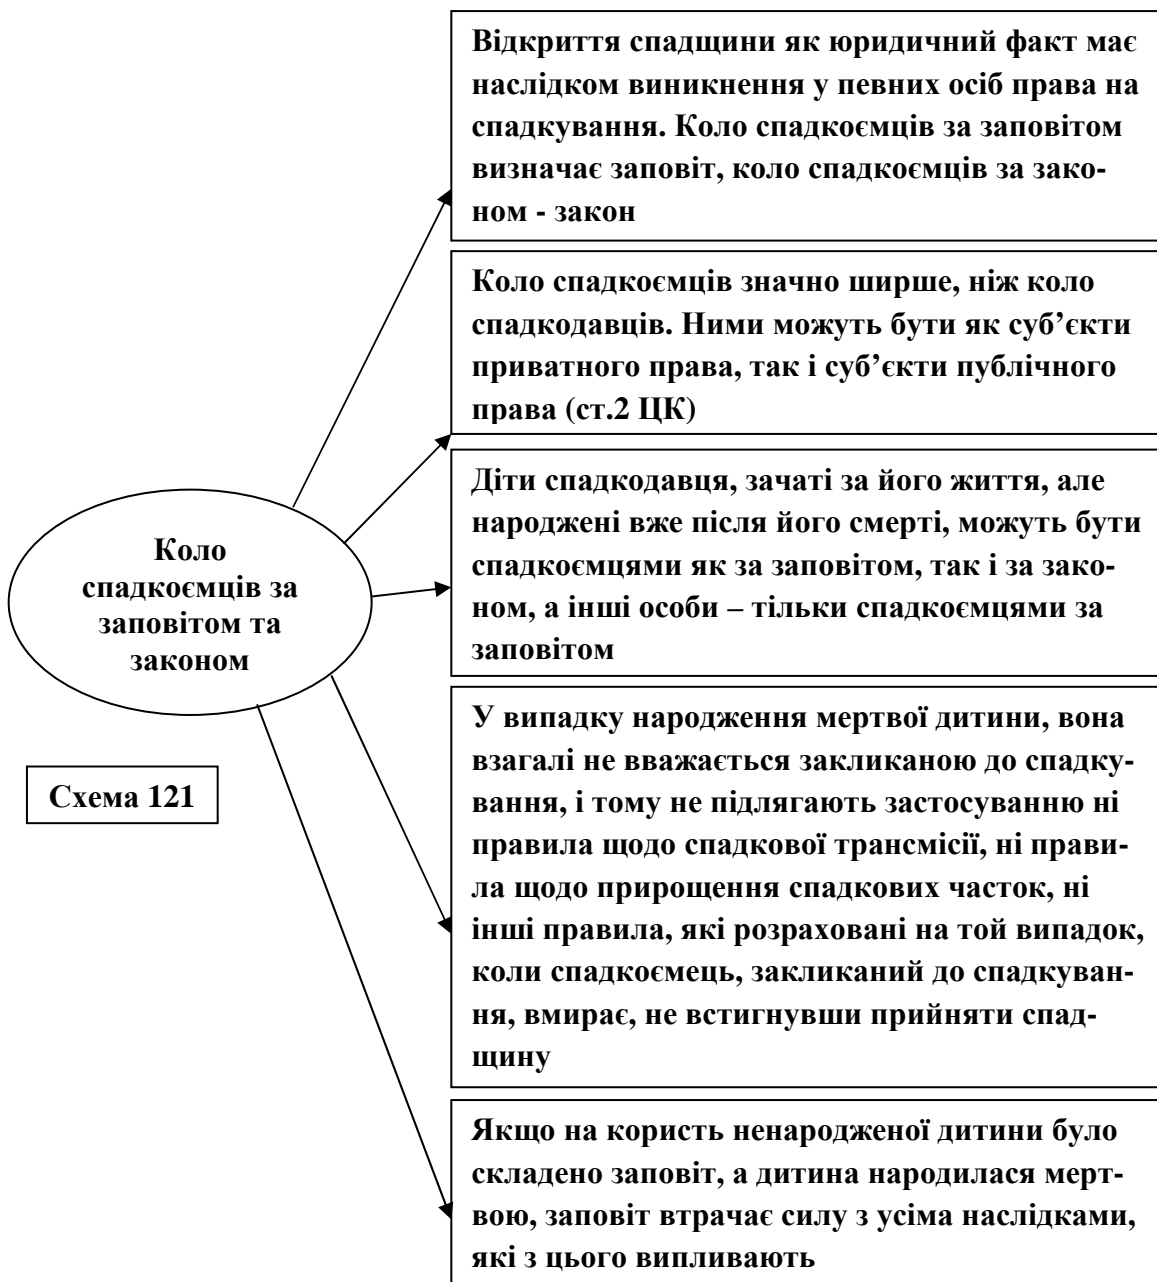 Відкриття спадщини як юридичний факт має
наслідком виникнення у певних осіб права на
спадкування. Коло спадкоємців за заповітом
визначає заповіт, коло спадкоємців за зако-
ном - закон
Коло спадкоємців значно ширше, ніж коло
спадкодавців. Ними можуть бути як суб’єкти
приватного права, так і суб’єкти публічного
права (ст.2 ЦК)
Діти спадкодавця, зачаті за його життя, але
народжені вже після його смерті, можуть бути
спадкоємцями як за заповітом, так і за зако-
ном, а інші особи – тільки спадкоємцями за
заповітом
Коло
спадкоємців за
заповітом та
законом
У випадку народження мертвої дитини, вона
взагалі не вважається закликаною до спадку-
вання, і тому не підлягають застосуванню ні
правила щодо спадкової трансмісії, ні прави-
ла щодо прирощення спадкових часток, ні
інші правила, які розраховані на той випадок,
коли спадкоємець, закликаний до спадкуван-
ня, вмирає, не встигнувши прийняти спад-
щину
Схема 121
Якщо на користь ненародженої дитини було
складено заповіт, а дитина народилася мерт-
вою, заповіт втрачає силу з усіма наслідками,
які з цього випливають